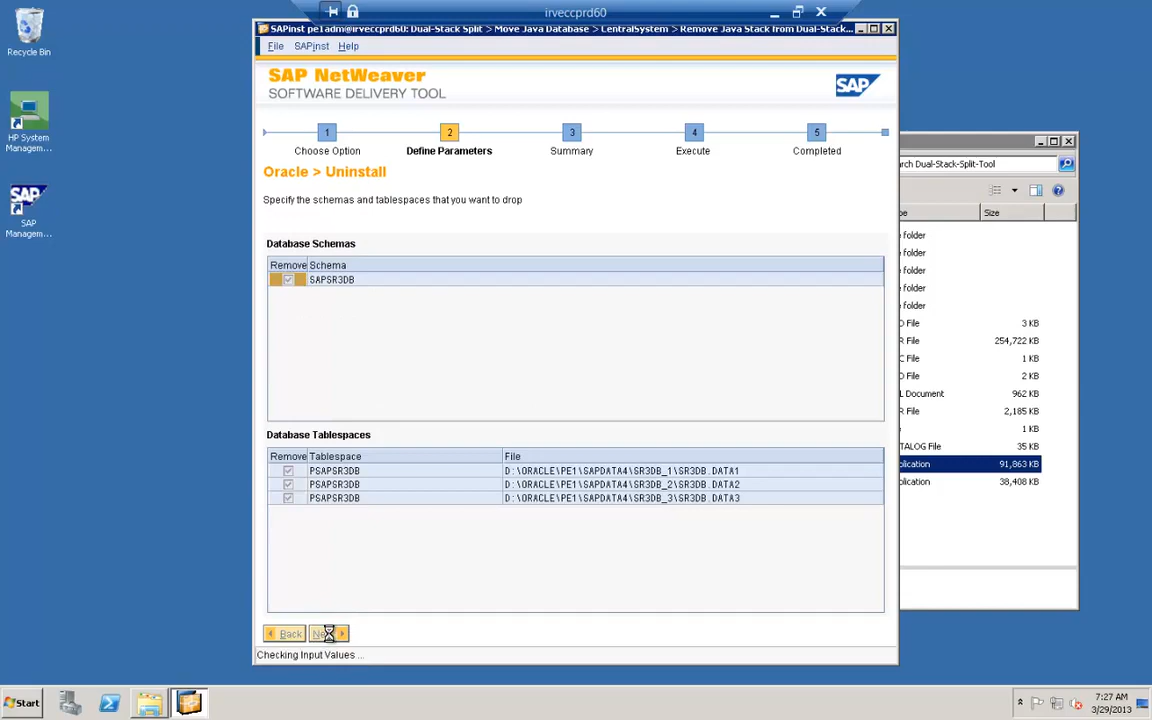 irveccprd60
SAPinst pe1adm@irveccprd60: Dual-Stack Split > Move Java Database > CentralSystem > Remove Java Stack from Dual-Stack...
File SAPinst Help
SAP NetWeaver
SOFTWARE DELIVERY TOOL
SAP
1 2 3 4 5
Choose Option Define Parameters Summary Execute Completed
Oracle > Uninstall
Specify the schemas and tablespaces that you want to drop
Database Schemas
Remove Schema
SAPSR3DB
Database Tablespaces
Remove Tablespace File
PSAPSR3DB D:\ORACLE\PE1\SAPDATA4\SR3DB_1\SR3DB.DATA1
PSAPSR3DB D:\ORACLE\PE1\SAPDATA4\SR3DB_2\SR3DB.DATA2
PSAPSR3DB D:\ORACLE\PE1\SAPDATA4\SR3DB_3\SR3DB.DATA3
Back
Checking Input Values ...
Recycle Bin
HP System
Managem...
SAP
SAP
Managem...
rch Dual-Stack-Split-Tool
pe Size
e folder
e folder
e folder
e folder
e folder
D File 3 KB
R File 254,722 KB
C File 1 KB
D File 2 KB
L Document 962 KB
R File 2,185 KB
e 1 KB
ATALOG File 35 KB
plication 91,863 KB
plication 38,408 KB
Start
7:27 AM
3/29/2013